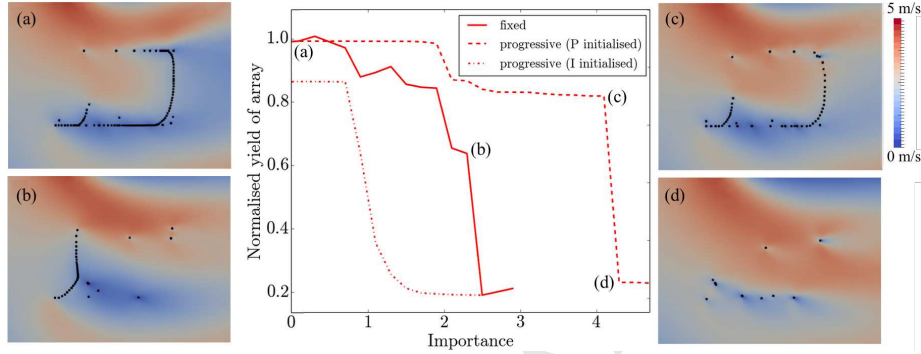 (a)
(b)
Normalised yield of array
1.0
0.8
0.6
0.4
0.2
0
1
2
3
4
Importance
fixed
progressive (P initialised)
progressive (I initialised)
(a)
(b)
(c)
(d)
(c)
(d)
5 m/s
0 m/s